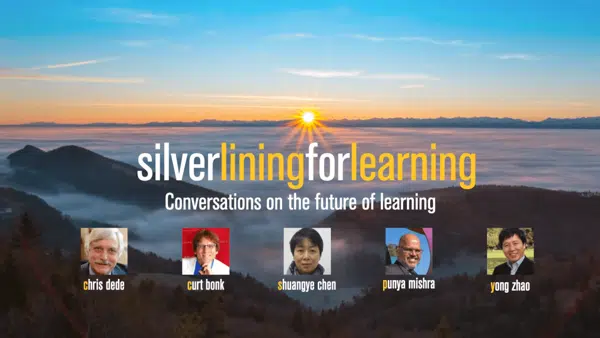 silverliningforlearning
Conversations on the future of learning
chris dede
curt bonk
shuangye chen
punya mishra
yong zhao